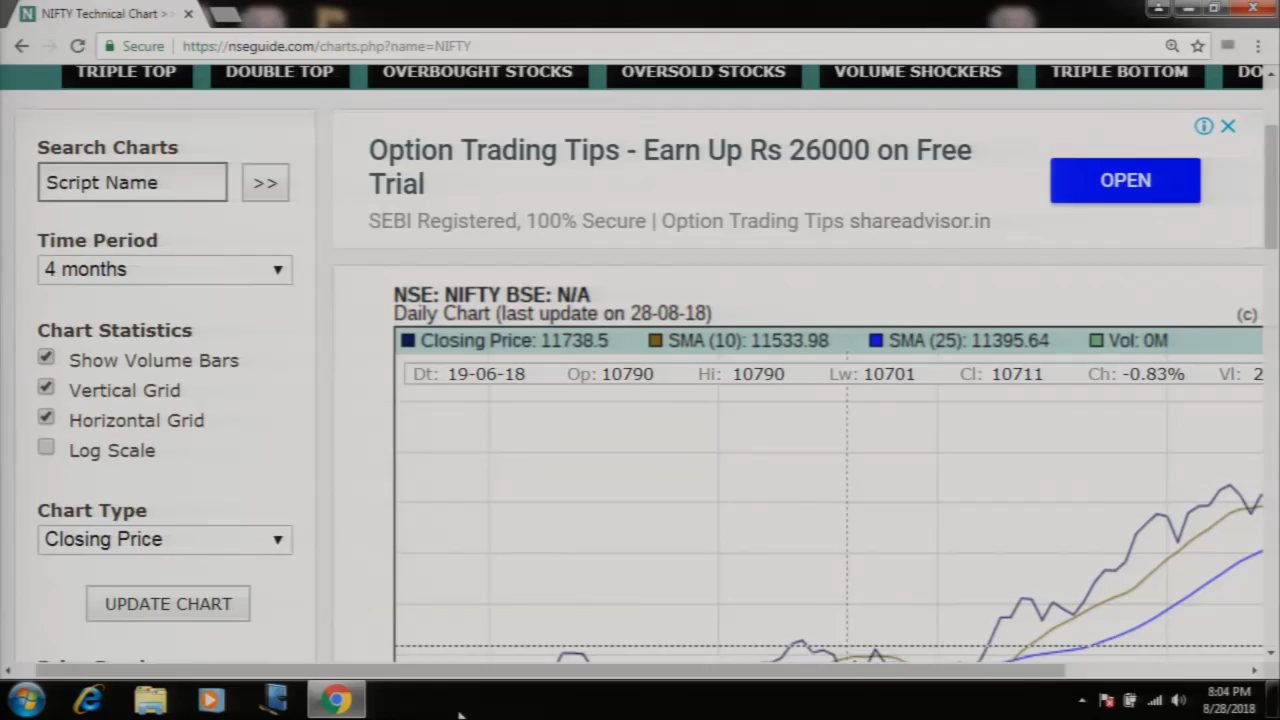 NIFTY Technical Chart >>
Secure https://nseguide.com/charts.php?name=NIFTY
TRIPLE TOP DOUBLE TOP OVERBOUGHT STOCKS OVERSOLD STOCKS VOLUME SHOCKERS TRIPLE BOTTOM DO
Search Charts
Script Name >>
Time Period
4 months
Chart Statistics
Show Volume Bars
Vertical Grid
Horizontal Grid
Log Scale
Chart Type
Closing Price
UPDATE CHART
Option Trading Tips - Earn Up Rs 26000 on Free
Trial
SEBI Registered, 100% Secure | Option Trading Tips shareadvisor.in
OPEN
NSE: NIFTY BSE: N/A
Daily Chart (last update on 28-08-18) (c)
Closing Price: 11738.5 SMA (10): 11533.98 SMA (25): 11395.64 Vol: 0M
Dt: 19-06-18 Op: 10790 Hi: 10790 Lw: 10701 Cl: 10711 Ch: -0.83% Vl: 2
8:04 PM
8/28/2018